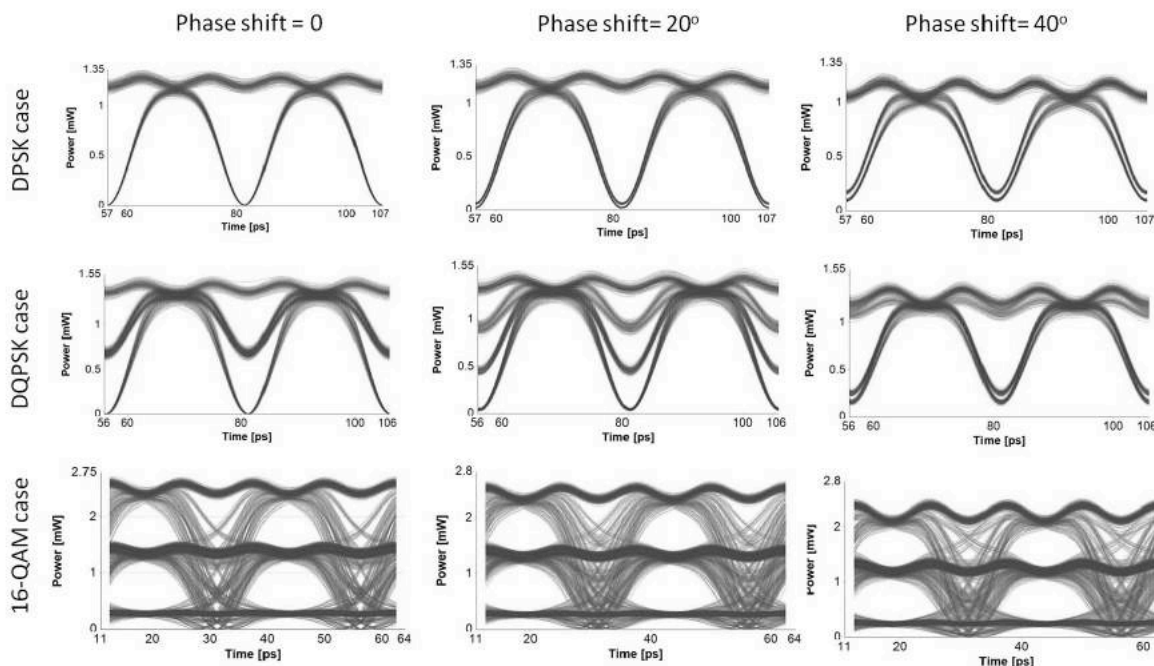 Phase shift = 0
Phase shift= 20°
Phase shift= 40°
DPSK case
Power [mW]
1.35
1
0.5
0
57 60 80 100 107
Time [ps]
Power [mW]
1.35
1
0.5
0
57 60 80 100 107
Time [ps]
Power [mW]
1.35
1
0.5
0
57 60 80 100 107
Time [ps]
DQPSK case
Power [mW]
1.55
1
0.5
0
56 60 80 100 106
Time [ps]
Power [mW]
1.55
1
0.5
0
56 60 80 100 106
Time [ps]
Power [mW]
1.55
1
0.5
0
56 60 80 100 106
Time [ps]
16-QAM case
Power [mW]
2.75
2
1
0
11 20 30 40 50 60 64
Time [ps]
Power [mW]
2.8
2
1
0
11 20 40 60 64
Time [ps]
Power [mW]
2.8
2
1
0
11 20 40 60
Time [ps]